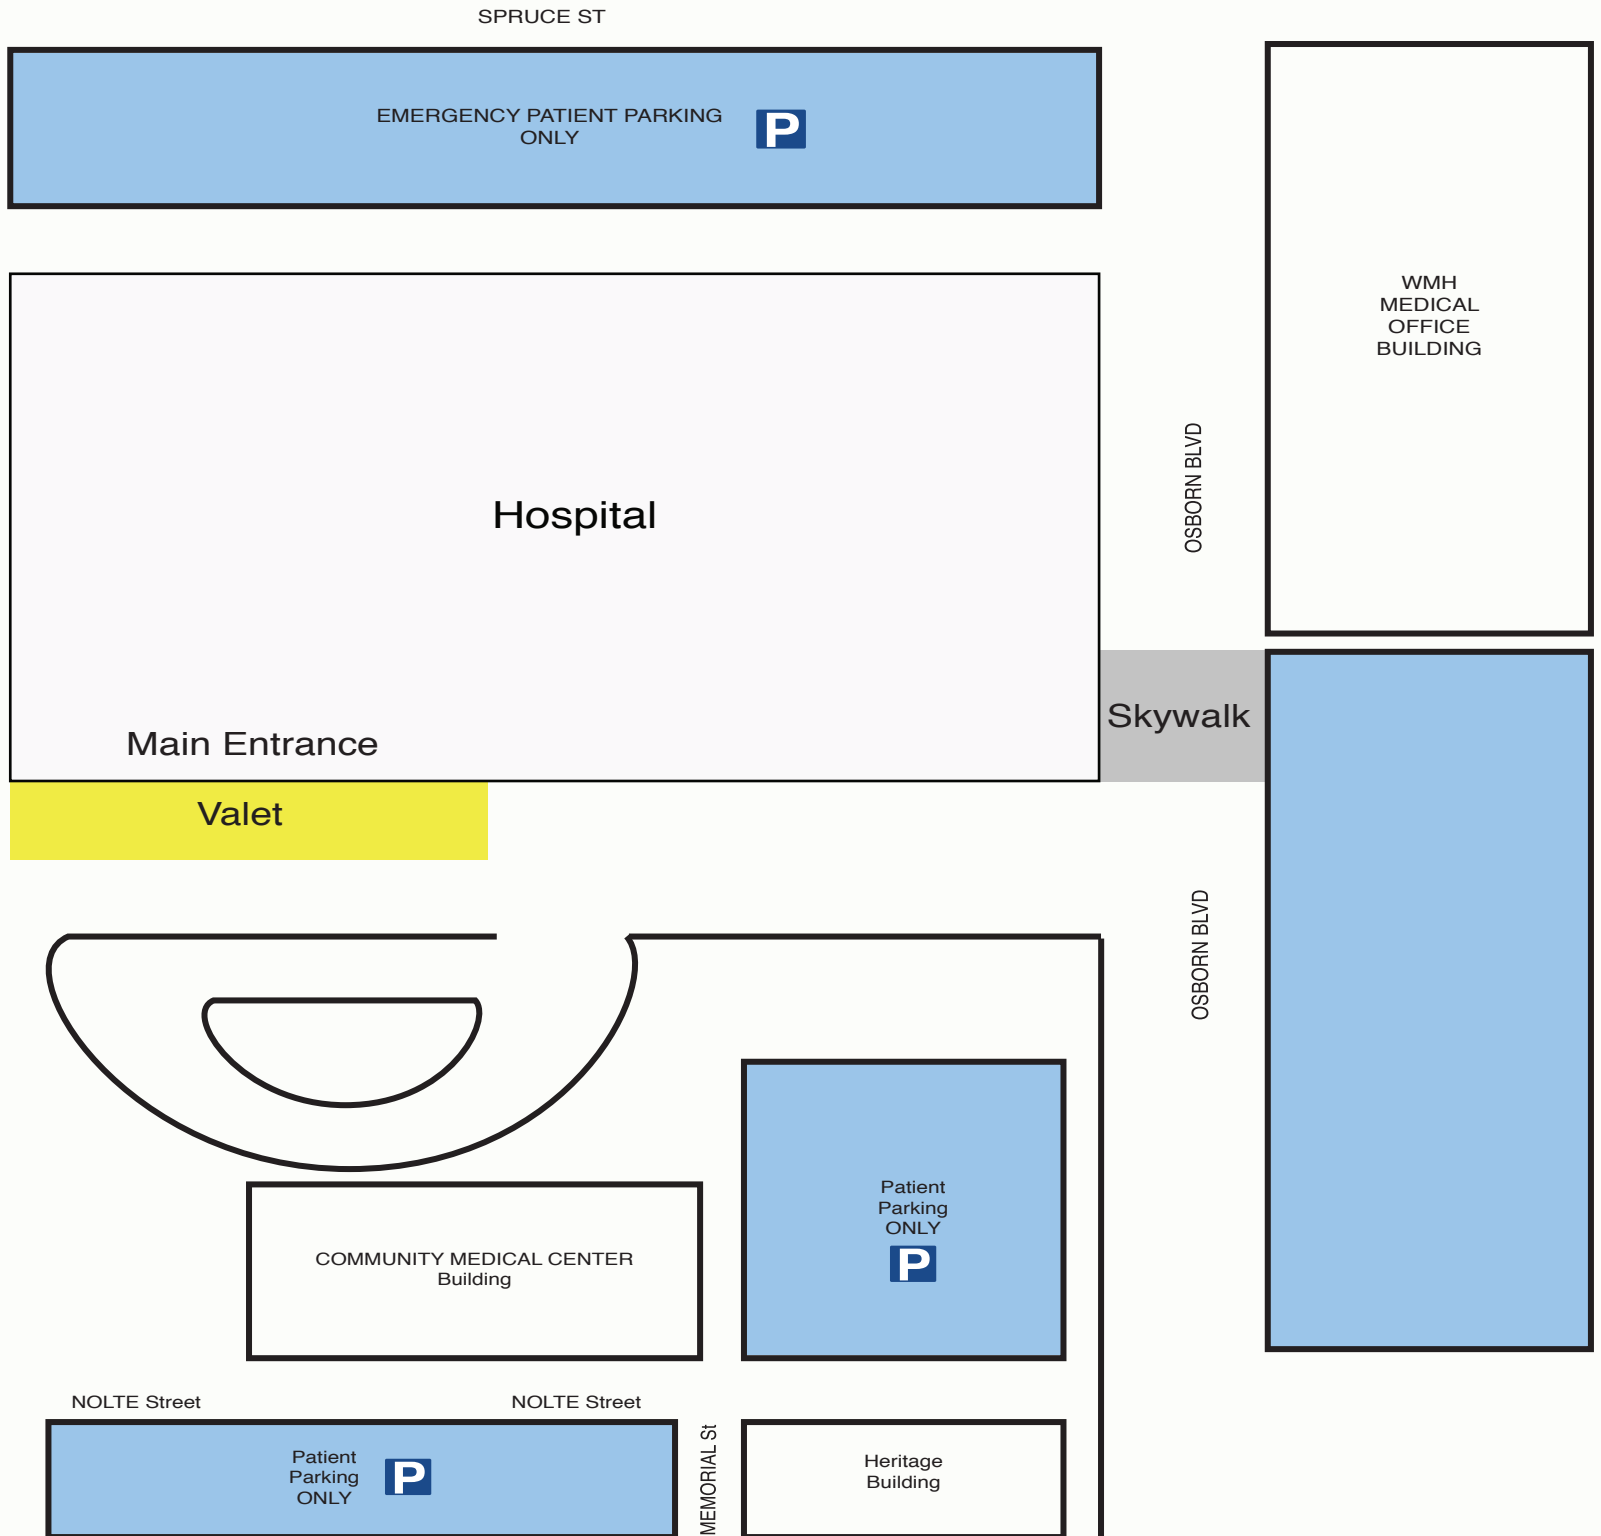 SPRUCE ST
EMERGENCY PATIENT PARKING
ONLY
P
WMH
MEDICAL
OFFICE
BUILDING
OSBORN BLVD
Hospital
Skywalk
Main Entrance
Valet
OSBORN BLVD
Patient
Parking
ONLY
P
COMMUNITY MEDICAL CENTER
Building
NOLTE Street
NOLTE Street
Patient
Parking
ONLY
P
MEMORIAL St
Heritage
Building